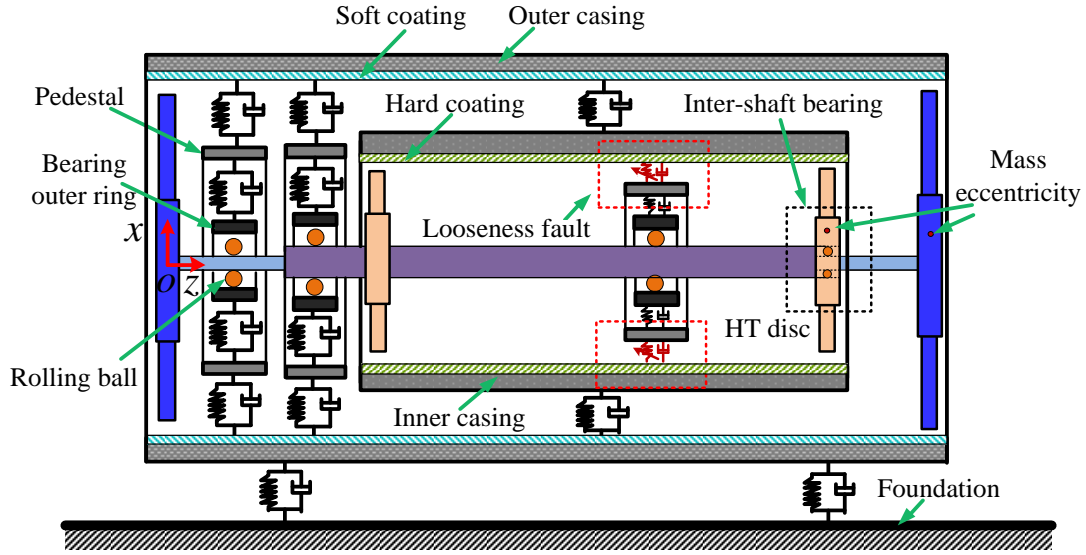 Soft coating
Outer casing
Pedestal
Hard coating
Inter-shaft bearing
Bearing
outer ring
Mass
eccentricity
Looseness fault
x
o
z
HT disc
Rolling ball
Inner casing
Foundation